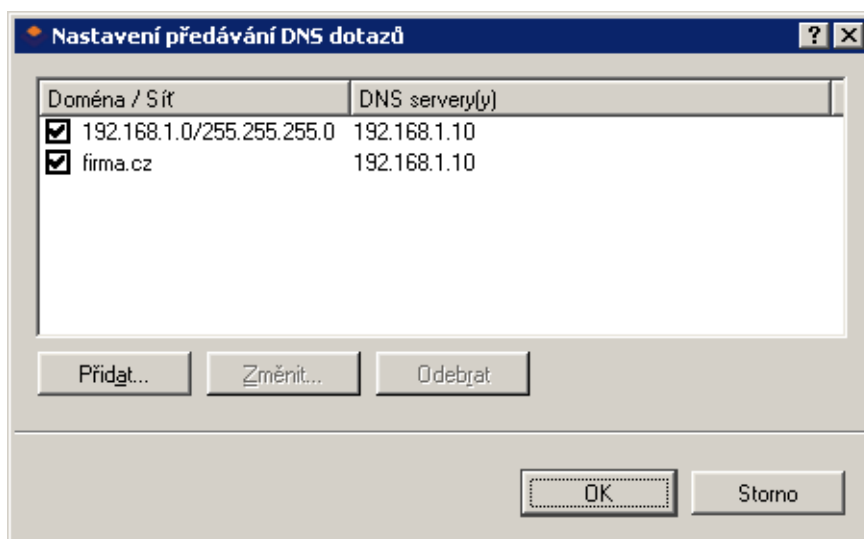 Nastavení předávání DNS dotazů
Doména / Síť DNS servery(y)
192.168.1.0/255.255.255.0 192.168.1.10
firma.cz 192.168.1.10
Přidat... Změnit... Odebrat
OK Storno